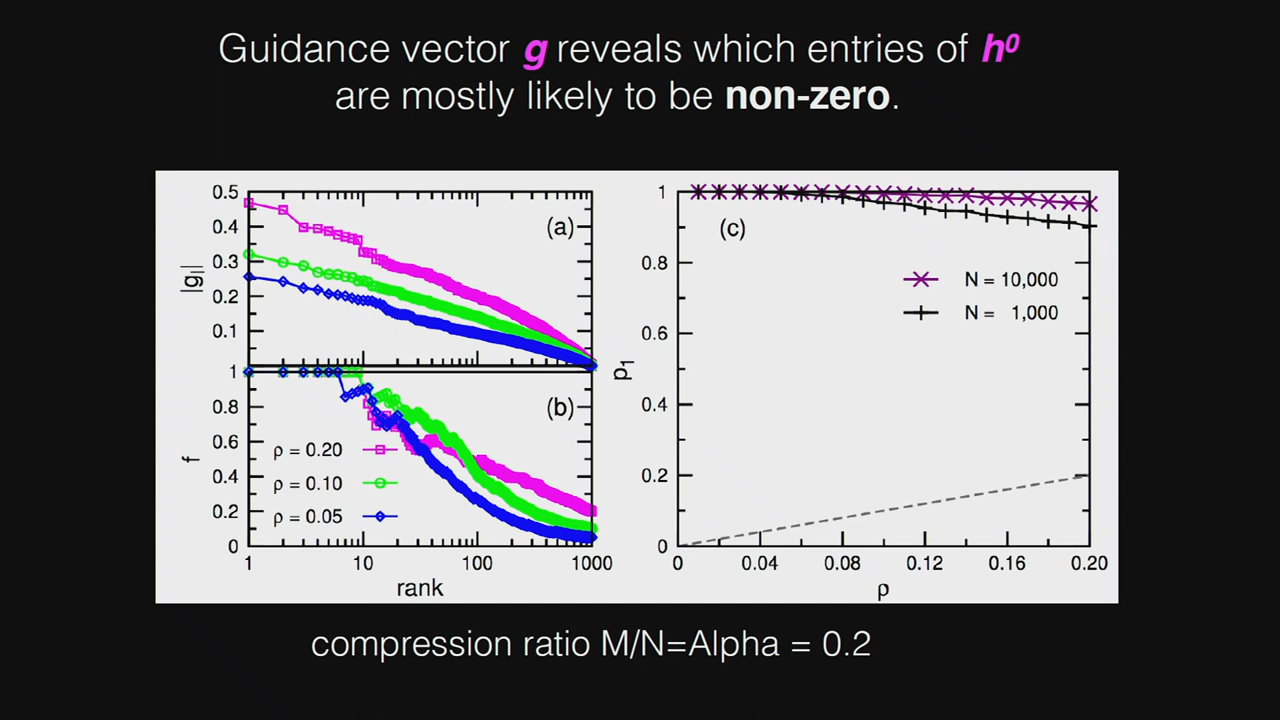 Guidance vector g reveals which entries of h⁰
are mostly likely to be non-zero.
0.5
0.4
0.3
0.2
0.1
|gᵢ|
(a)
1
0.8
0.6
0.4
0.2
0
f
(b)
ρ = 0.20
ρ = 0.10
ρ = 0.05
1 10 100 1000
rank
1
0.8
0.6
0.4
0.2
0
p₁
(c)
N = 10,000
N = 1,000
0 0.04 0.08 0.12 0.16 0.20
ρ
compression ratio M/N=Alpha = 0.2